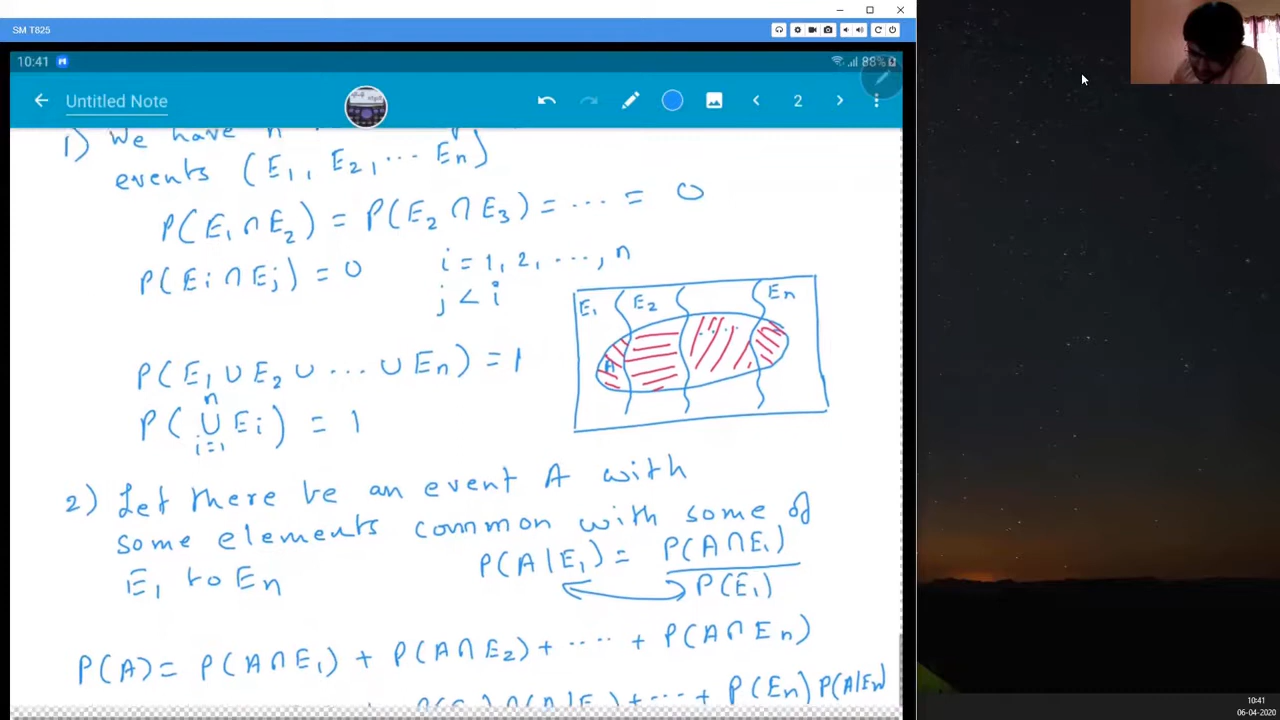 SM T825
10:41
88%
Untitled Note
2
1) We have n
events (E1, E2, ... En)
P(E1 ∩ E2) = P(E2 ∩ E3) = ... = 0
P(Ei ∩ Ej) = 0 i = 1, 2, ..., n
j < i
E1 E2 En
A
P(E1 ∪ E2 ∪ ... ∪ En) = 1
n
P( ∪ Ei) = 1
i=1
2) Let there be an event A with
some elements common with some of
E1 to En
P(A|E1) = P(A∩E1)
P(E1)
P(A) = P(A∩E1) + P(A∩E2) + .... + P(A∩En)
+ ... + P(En) P(A|En)
10:41
06-04-2020